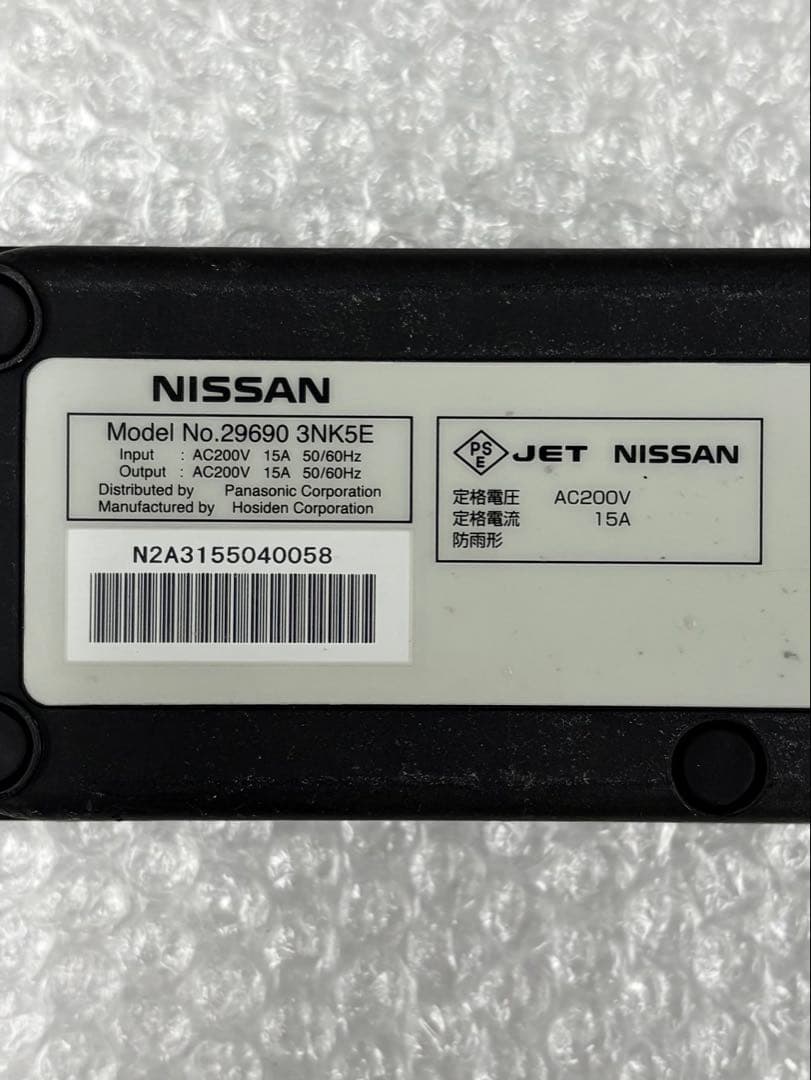 NISSAN
Model No.29690 3NK5E
Input : AC200V 15A 50/60Hz
Output : AC200V 15A 50/60Hz
Distributed by Panasonic Corporation
Manufactured by Hosiden Corporation
N2A3155040058
PS
E
JET NISSAN
定格電圧 AC200V
定格電流 15A
防雨形